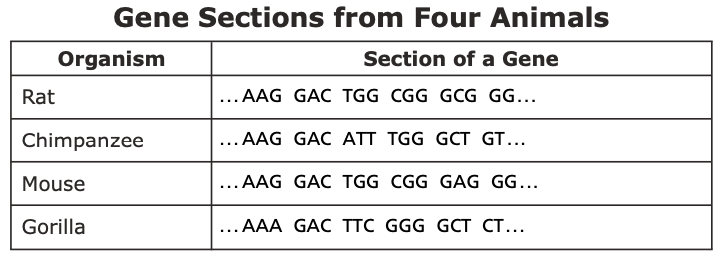 Gene Sections from Four Animals
Organism Section of a Gene
Rat ...AAG GAC TGG CGG GCG GG...
Chimpanzee ...AAG GAC ATT TGG GCT GT...
Mouse ...AAG GAC TGG CGG GAG GG...
Gorilla ...AAA GAC TTC GGG GCT CT...